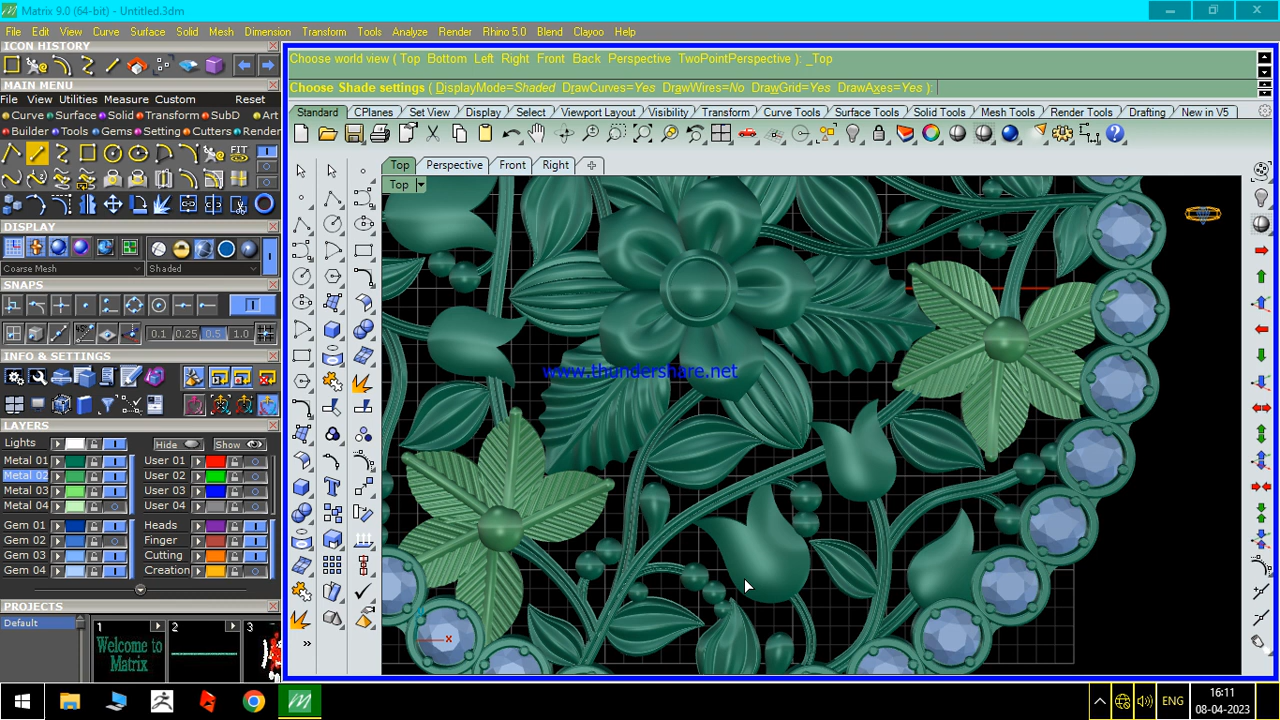 Matrix 9.0 (64-bit) - Untitled.3dm
File Edit View Curve Surface Solid Mesh Dimension Transform Tools Analyze Render Rhino 5.0 Blend Clayoo Help
ICON HISTORY
MAIN MENU
File View Utilities Measure Custom Reset
Curve Surface Solid Transform SubD Art
Builder Tools Gems Setting Cutters Render
DISPLAY
Coarse Mesh Shaded
SNAPS
0.1 0.25 0.5 1.0
INFO & SETTINGS
LAYERS
Lights Hide Show
Metal 01 User 01
Metal 02 User 02
Metal 03 User 03
Metal 04 User 04
Gem 01 Heads
Gem 02 Finger
Gem 03 Cutting
Gem 04 Creation
PROJECTS
Default 1 2 3
Welcome to Matrix
Choose world view ( Top Bottom Left Right Front Back Perspective TwoPointPerspective ): _Top
Choose Shade settings ( DisplayMode=Shaded DrawCurves=Yes DrawWires=No DrawGrid=Yes DrawAxes=Yes ):
Standard CPlanes Set View Display Select Viewport Layout Visibility Transform Curve Tools Surface Tools Solid Tools Mesh Tools Render Tools Drafting New in V5
Top Perspective Front Right
Top
www.thundershare.net
x
ENG
16:11
08-04-2023